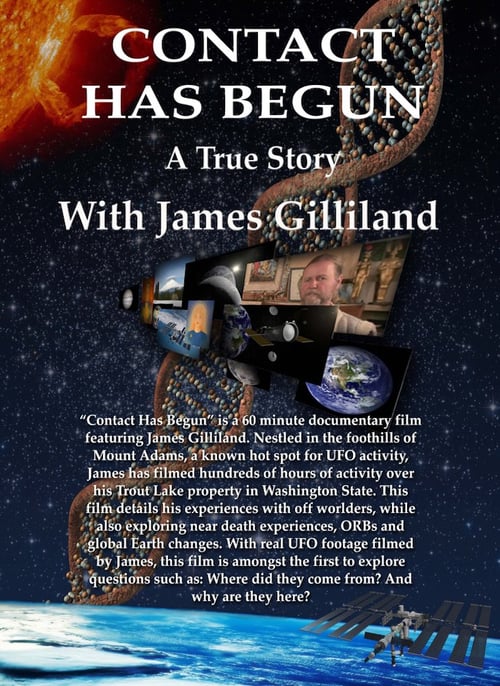 CONTACT
HAS BEGUN
A True Story
With James Gilliland
“Contact Has Begun” is a 60 minute documentary film
featuring James Gilliland. Nestled in the foothills of
Mount Adams, a known hot spot for UFO activity,
James has filmed hundreds of hours of activity over
his Trout Lake property in Washington State. This
film details his experiences with off worlders, while
also exploring near death experiences, ORBs and
global Earth changes. With real UFO footage filmed
by James, this film is amongst the first to explore
questions such as: Where did they come from? And
why are they here?